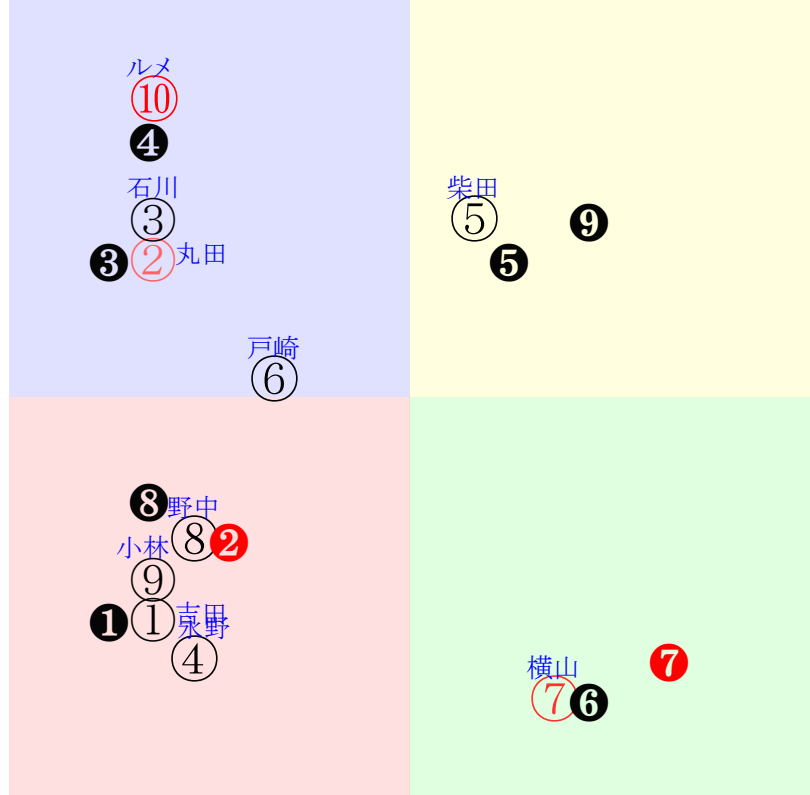 ルメ
⑩
❹
石川
柴田
③
⑤
❾
❸
②
丸田
❺
戸崎
⑥
❽
野中
⑧
❷
小林
⑨
吉田
❶
①
永野
④
横山
❼
⑦
❻